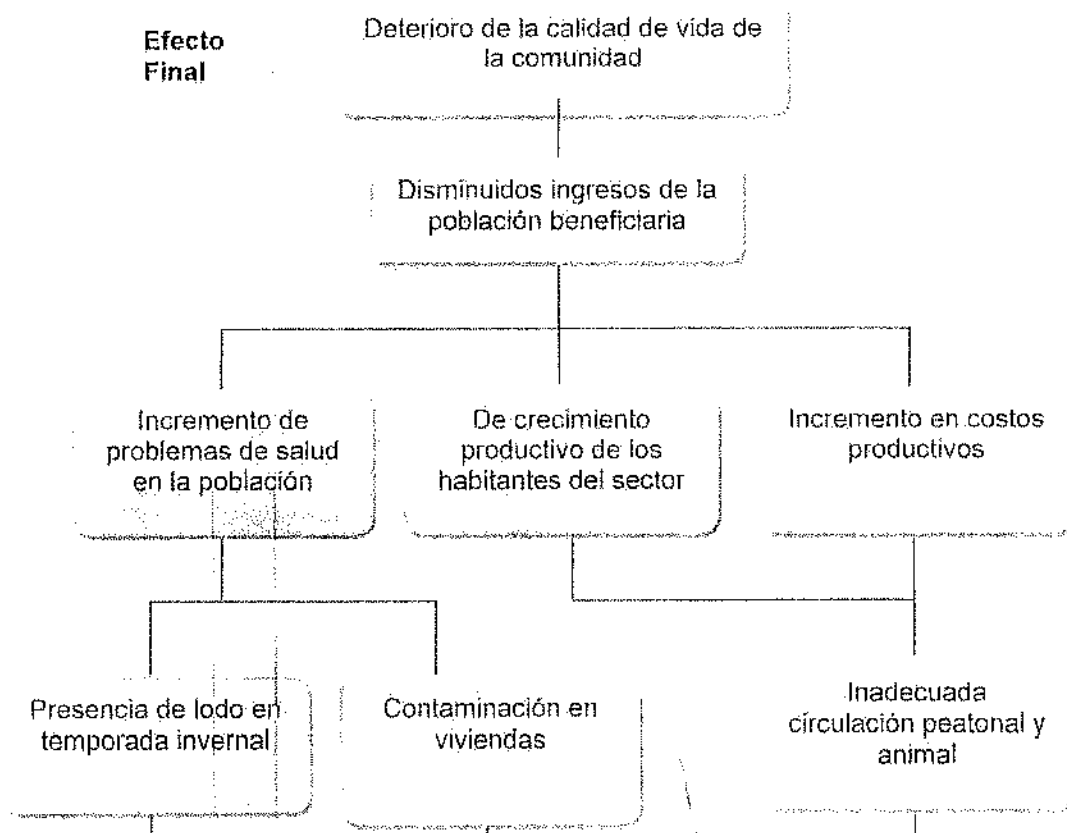 Efecto
Final
Deterioro de la calidad de vida de
la comunidad
Disminuidos ingresos de la
población beneficiaria
Incremento de
problemas de salud
en la población
De crecimiento
productivo de los
habitantes del sector
Incremento en costos
productivos
Presencia de lodo en
temporada invernal
Contaminación en
viviendas
Inadecuada
circulación peatonal y
animal